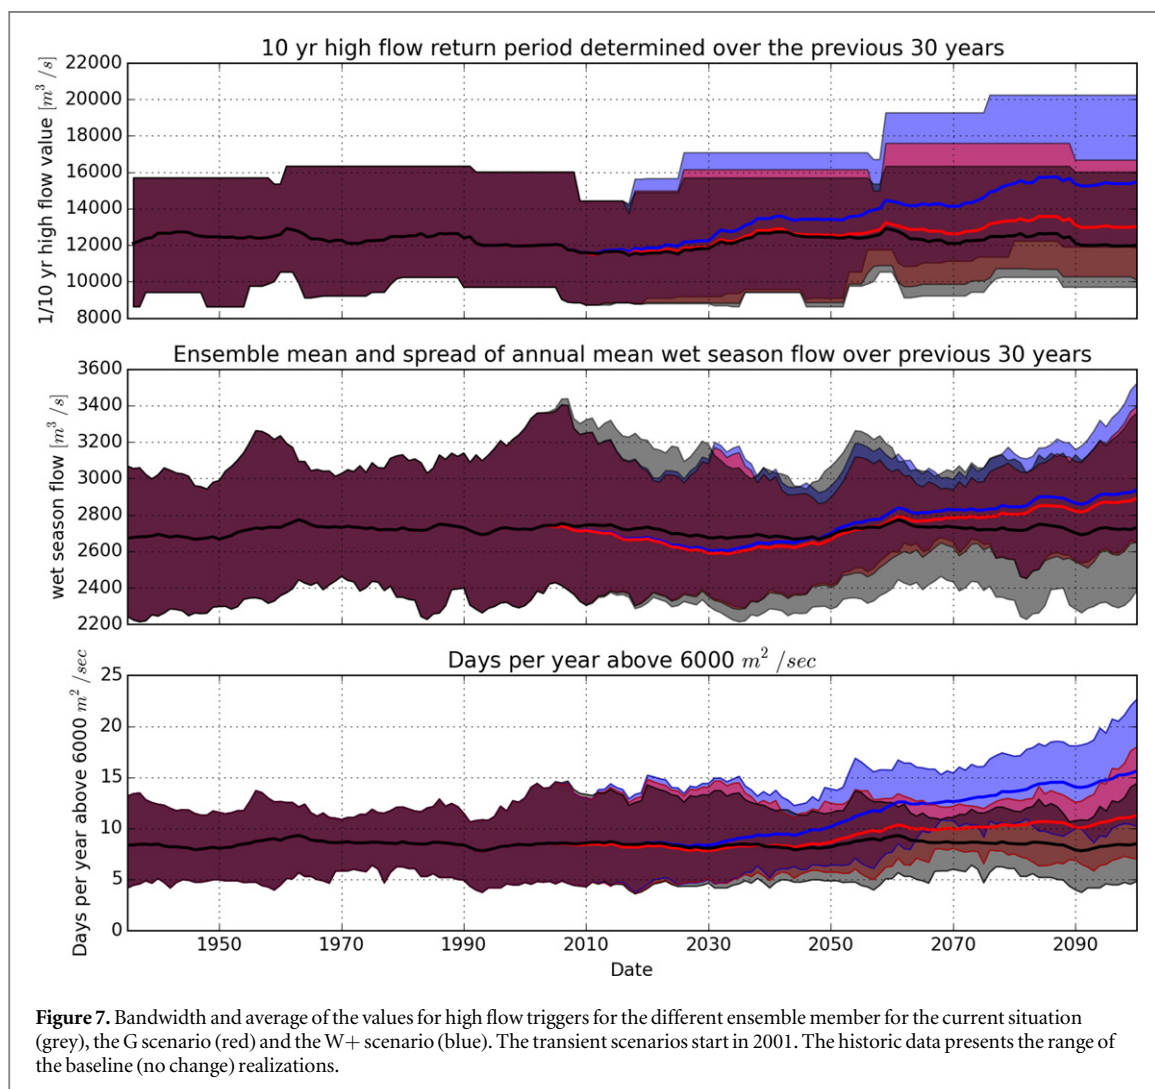 10 yr high flow return period determined over the previous 30 years
1/10 yr high flow value [m³/s]
22000
20000
18000
16000
14000
12000
10000
8000
Ensemble mean and spread of annual mean wet season flow over previous 30 years
wet season flow [m³/s]
3600
3400
3200
3000
2800
2600
2400
2200
Days per year above 6000 m² /sec
Days per year above 6000 m² /sec
25
20
15
10
5
0
1950 1970 1990 2010 2030 2050 2070 2090
Date
Figure 7. Bandwidth and average of the values for high flow triggers for the different ensemble member for the current situation
(grey), the G scenario (red) and the W+ scenario (blue). The transient scenarios start in 2001. The historic data presents the range of
the baseline (no change) realizations.